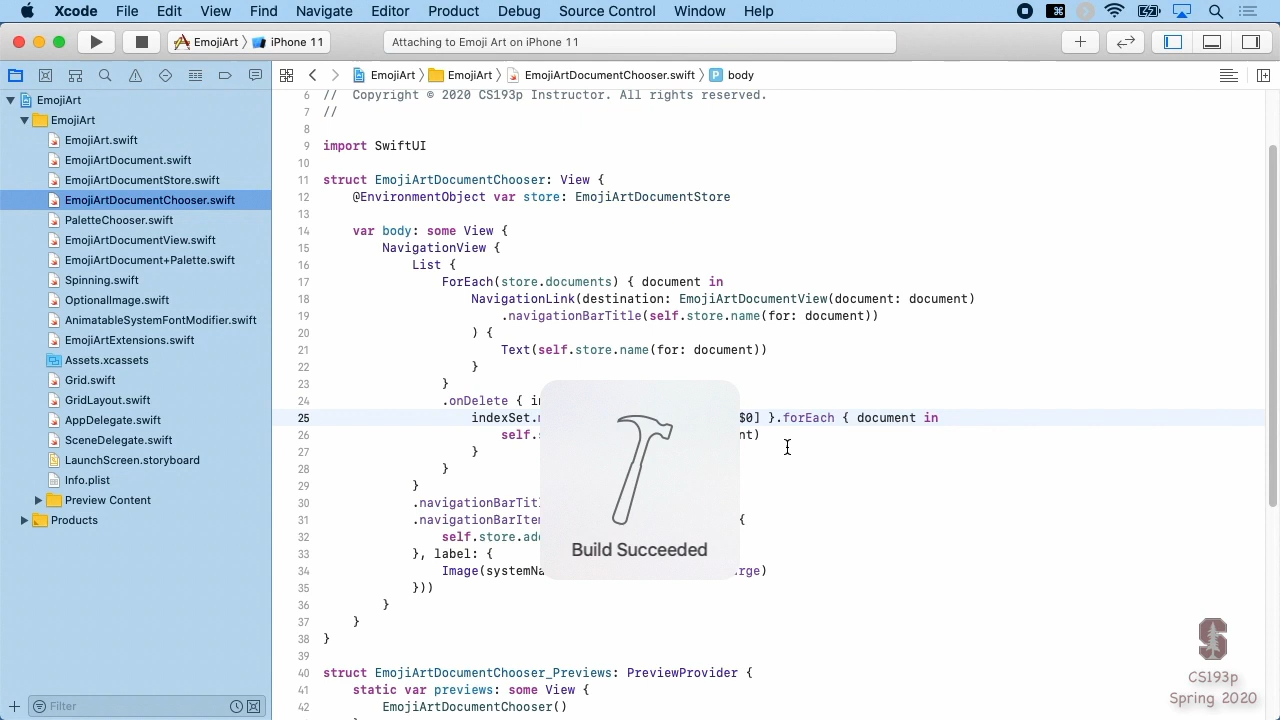 Xcode File Edit View Find Navigate Editor Product Debug Source Control Window Help
EmojiArt 〉 iPhone 11
Attaching to Emoji Art on iPhone 11
EmojiArt 〉 EmojiArt 〉 EmojiArtDocumentChooser.swift 〉 P body
EmojiArt
EmojiArt
EmojiArt.swift
EmojiArtDocument.swift
EmojiArtDocumentStore.swift
EmojiArtDocumentChooser.swift
PaletteChooser.swift
EmojiArtDocumentView.swift
EmojiArtDocument+Palette.swift
Spinning.swift
OptionalImage.swift
AnimatableSystemFontModifier.swift
EmojiArtExtensions.swift
Assets.xcassets
Grid.swift
GridLayout.swift
AppDelegate.swift
SceneDelegate.swift
LaunchScreen.storyboard
Info.plist
Preview Content
Products
Filter
6 //  Copyright © 2020 CS193p Instructor. All rights reserved.
7 //
8
9 import SwiftUI
10
11 struct EmojiArtDocumentChooser: View {
12     @EnvironmentObject var store: EmojiArtDocumentStore
13
14     var body: some View {
15         NavigationView {
16             List {
17                 ForEach(store.documents) { document in
18                     NavigationLink(destination: EmojiArtDocumentView(document: document)
19                         .navigationBarTitle(self.store.name(for: document))
20                     ) {
21                         Text(self.store.name(for: document))
22                     }
23                 }
24                 .onDelete { in
25                     indexSet. $0] }.forEach { document in
26                         self. nt)
27                     }
28                 }
29             }
30             .navigationBarTit
31             .navigationBarItem {
32                 self.store.add
33             }, label: {
34                 Image(systemNa rge)
35             }))
36         }
37     }
38 }
39
40 struct EmojiArtDocumentChooser_Previews: PreviewProvider {
41     static var previews: some View {
42         EmojiArtDocumentChooser()
Build Succeeded
CS193p
Spring 2020